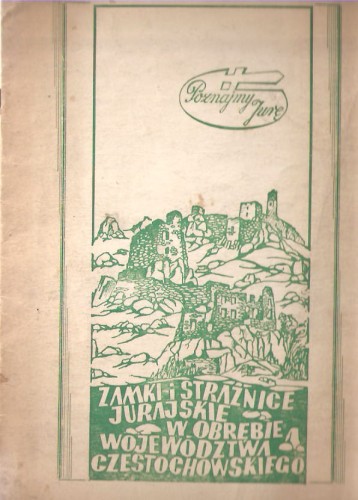 Poznajmy
Jurę
ZAMKI i STRAŻNICE
JURAJSKIE
W OBRĘBIE
WOJEWÓDZTWA
CZĘSTOCHOWSKIEGO